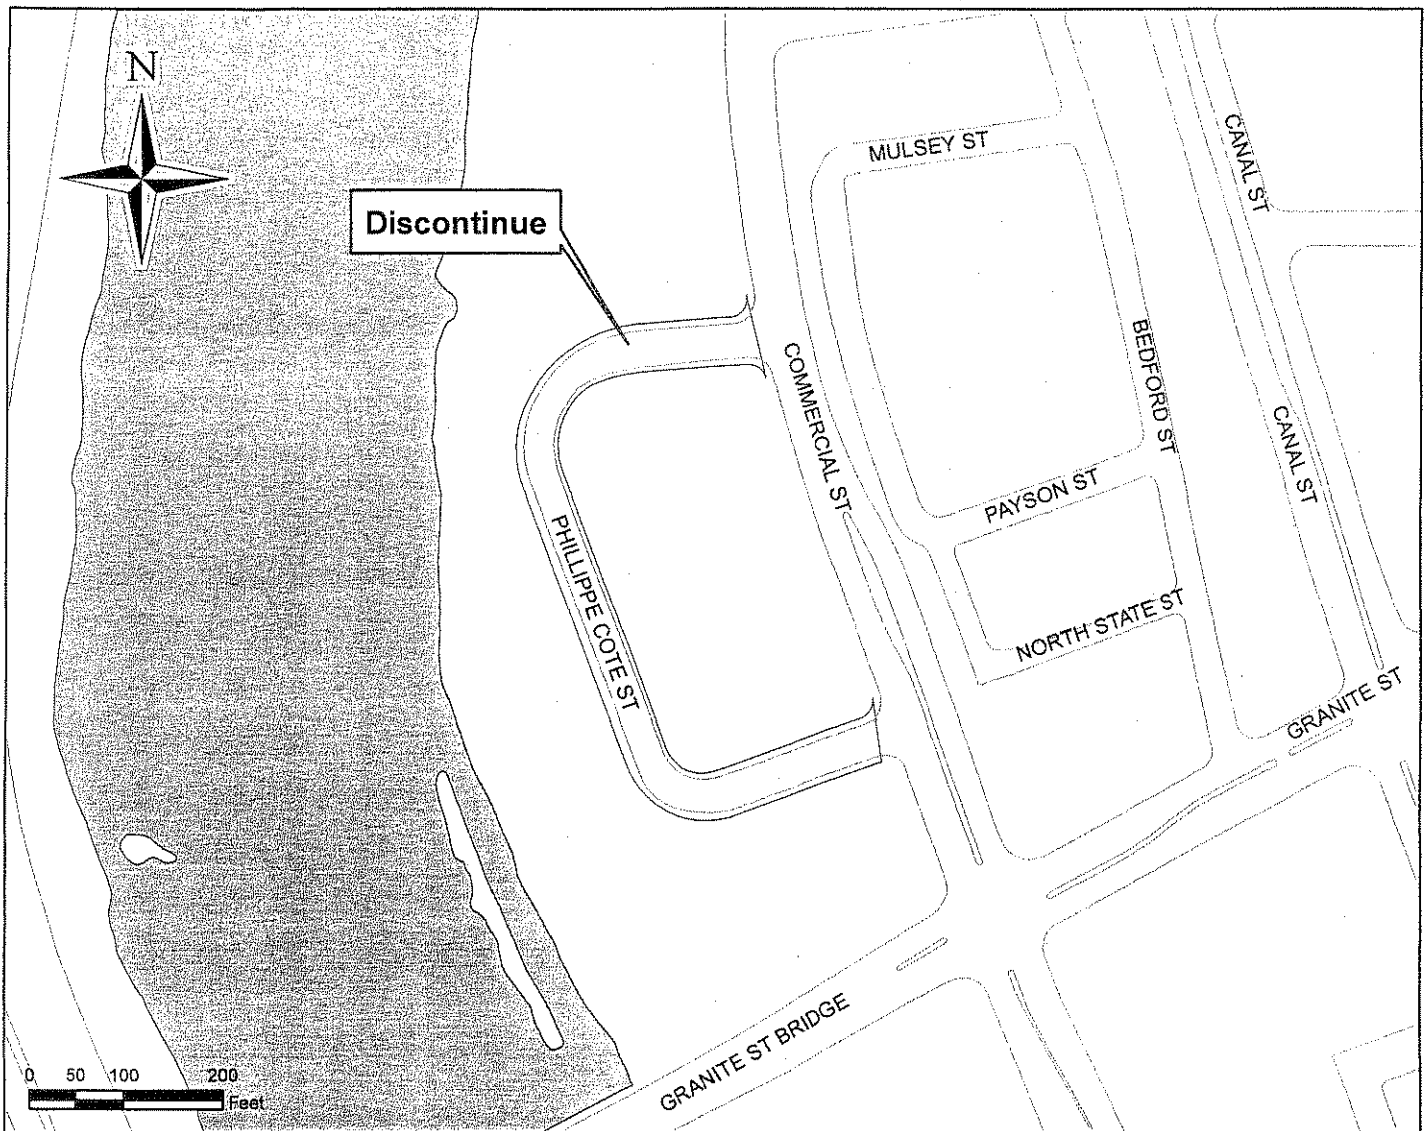 N
MULSEY ST
CANAL ST
Discontinue
COMMERCIAL ST
BEDFORD ST
CANAL ST
PAYSON ST
PHILLIPPE COTE ST
NORTH STATE ST
GRANITE ST
GRANITE ST BRIDGE
0 50 100 200
Feet